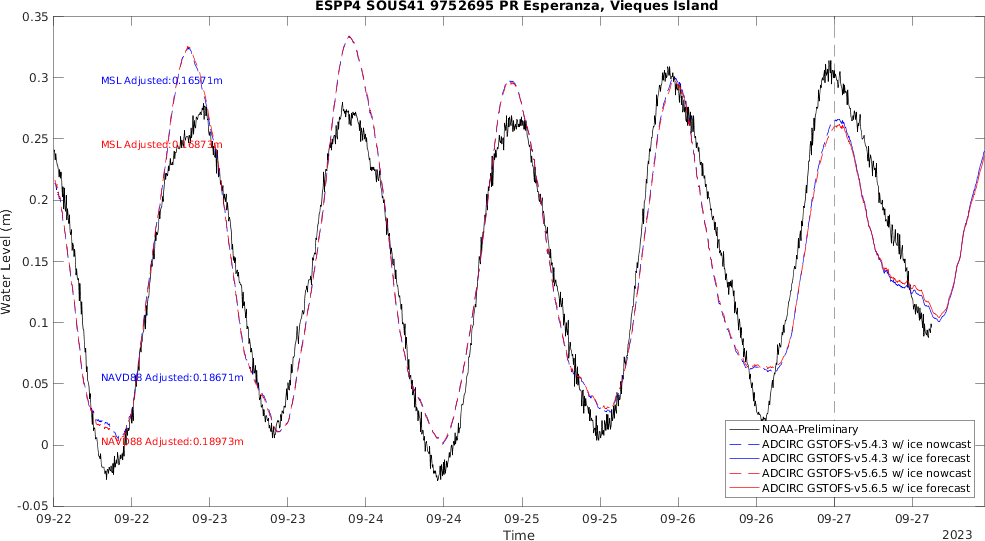 ESPP4 SOUS41 9752695 PR Esperanza, Vieques Island
0.35
0.3
0.25
0.2
0.15
0.1
0.05
0
-0.05
Water Level (m)
MSL Adjusted:0.16571m
MSL Adjusted:0.16873m
NAVD88 Adjusted:0.18671m
NAVD88 Adjusted:0.18973m
NOAA-Preliminary
ADCIRC GSTOFS-v5.4.3 w/ ice nowcast
ADCIRC GSTOFS-v5.4.3 w/ ice forecast
ADCIRC GSTOFS-v5.6.5 w/ ice nowcast
ADCIRC GSTOFS-v5.6.5 w/ ice forecast
09-22 09-22 09-23 09-23 09-24 09-24 09-25 09-25 09-26 09-26 09-27 09-27
Time
2023